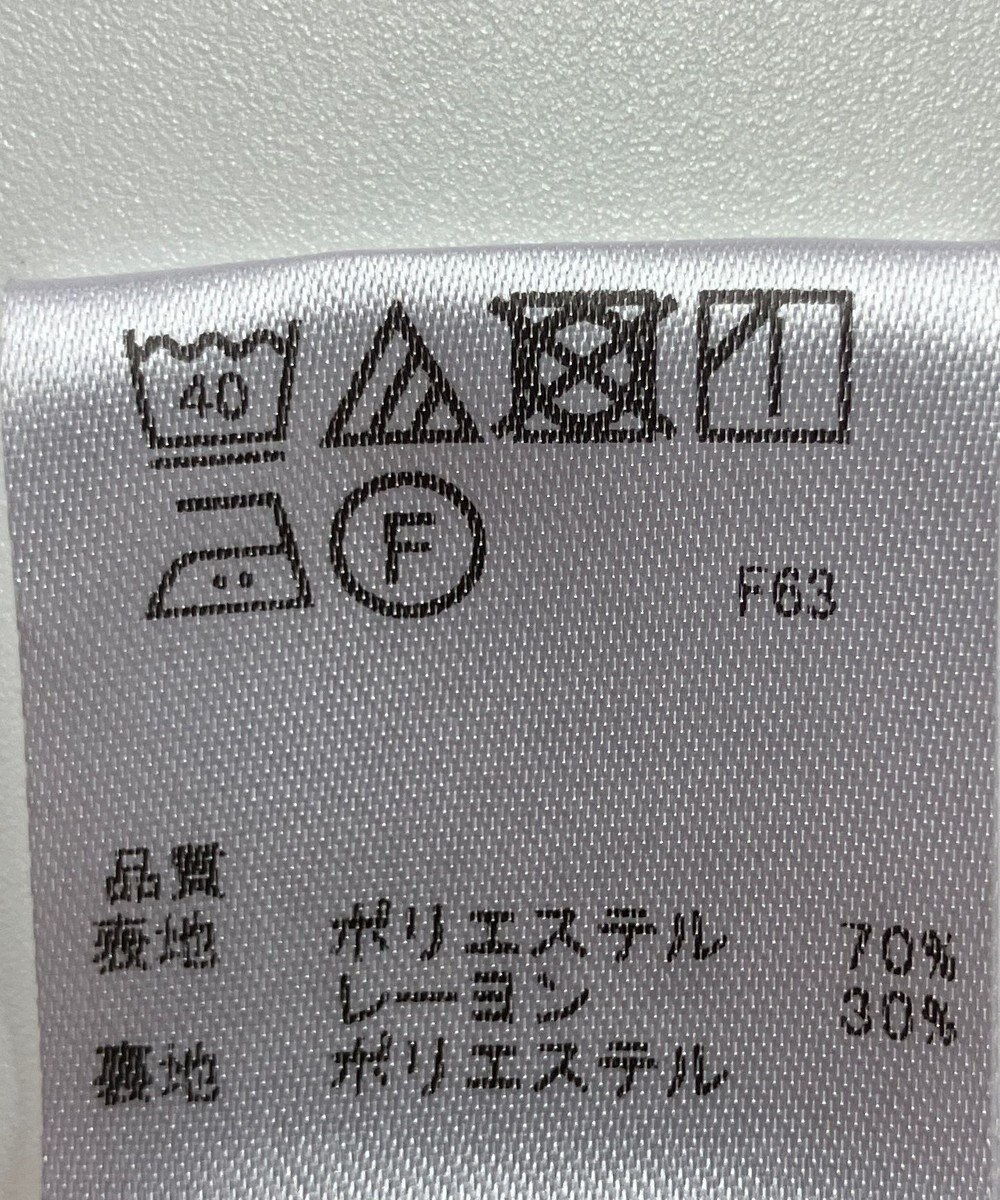 40
F
F63
品質
表地 ポリエステル 70%
レーヨン 30%
裏地 ポリエステル